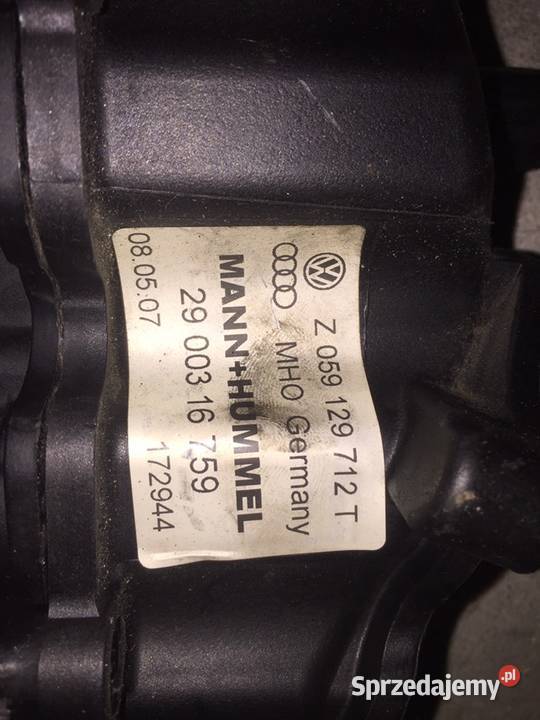 Z 059 129 712 T
MHO Germany
MANN+HUMMEL
29 003 16 759
08.05.07 172944
Sprzedajemy.pl